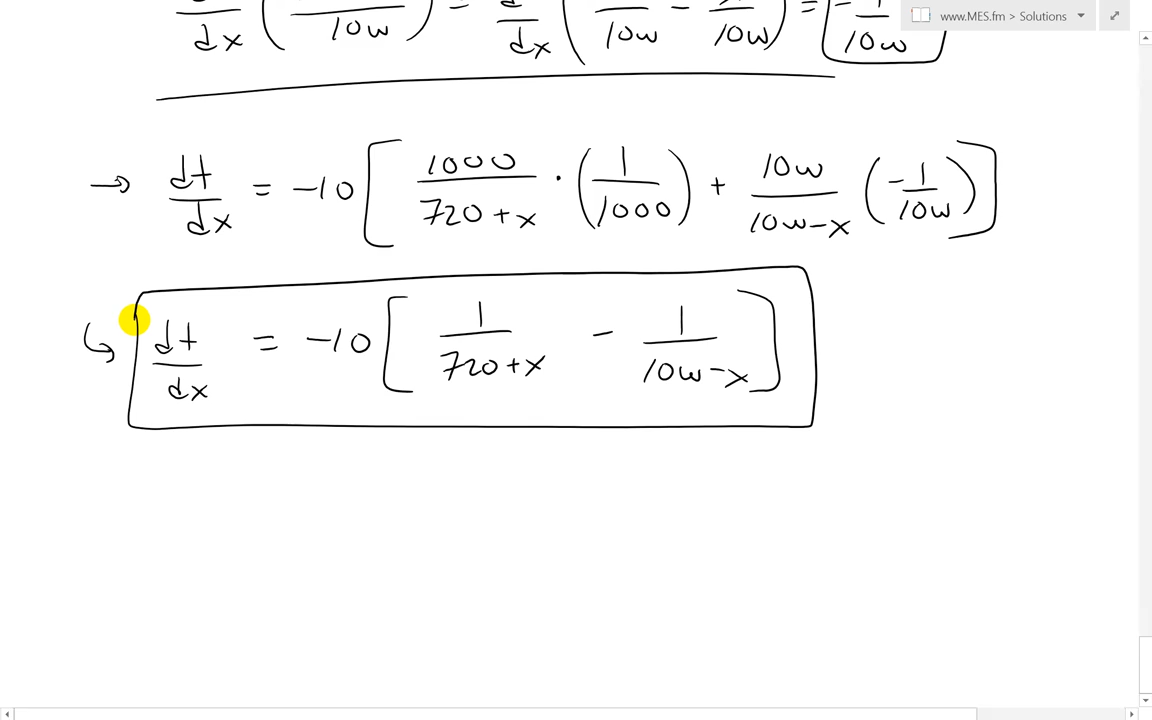 d/dx ( /10w ) = d/dx ( /10w - /10w ) = -1/10w
www.MES.fm > Solutions
→ dt/dx = -10 [ 1000/720+x · (1/1000) + 10w/10w-x (-1/10w) ]
↳ dt/dx = -10 [ 1/720+x - 1/10w-x ]